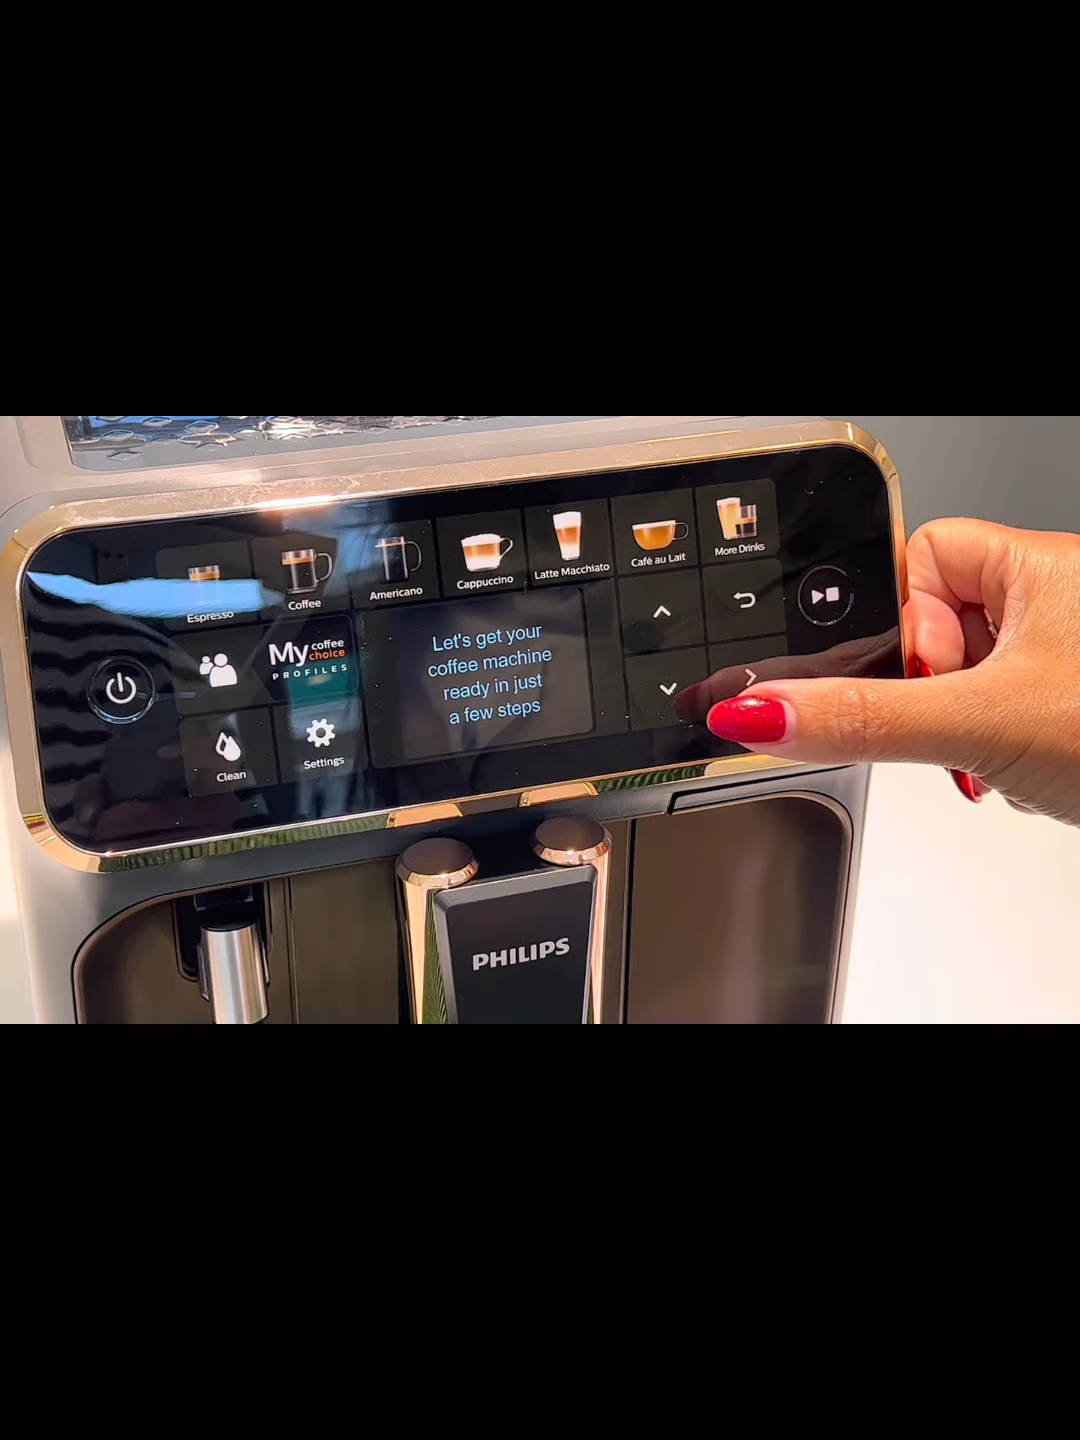 Espresso
Coffee
Americano
Cappuccino
Latte Macchiato
Café au Lait
More Drinks
My coffee
choice
PROFILES
Clean
Settings
Let's get your
coffee machine
ready in just
a few steps
PHILIPS